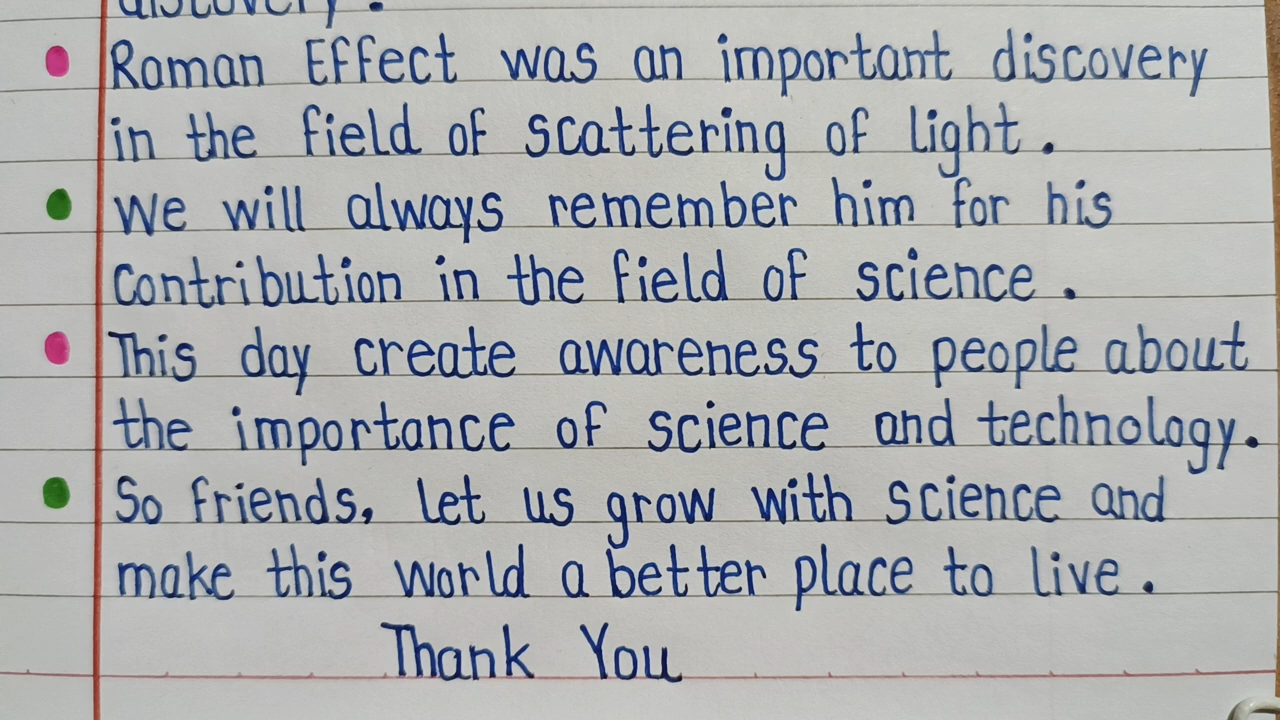 discovery.
Raman Effect was an important discovery
in the field of scattering of light.
We will always remember him for his
contribution in the field of science.
This day create awareness to people about
the importance of science and technology.
So friends, let us grow with science and
make this world a better place to live.
Thank You